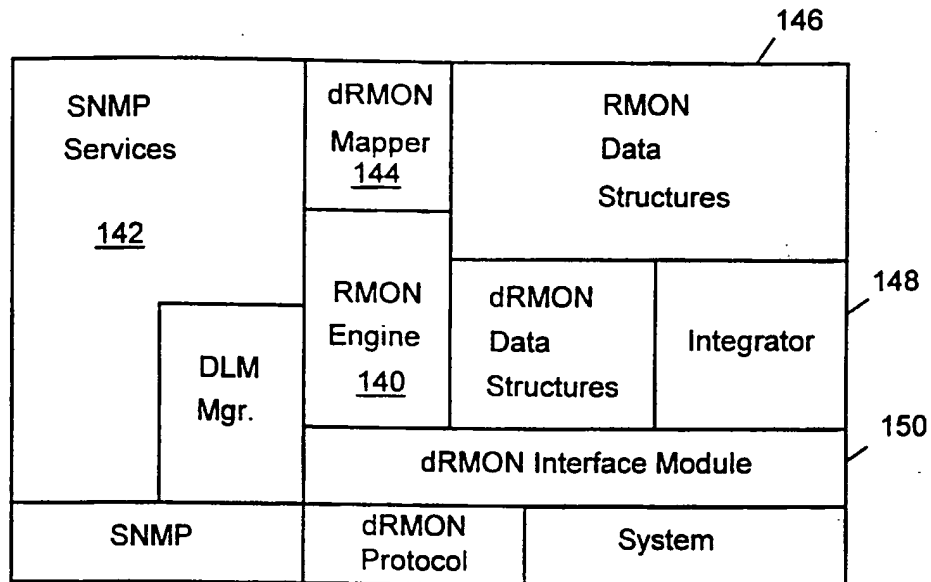 146
SNMP
Services
142
dRMON
Mapper
144
RMON
Data
Structures
148
RMON
Engine
140
dRMON
Data
Structures
Integrator
DLM
Mgr.
150
dRMON Interface Module
SNMP
dRMON
Protocol
System